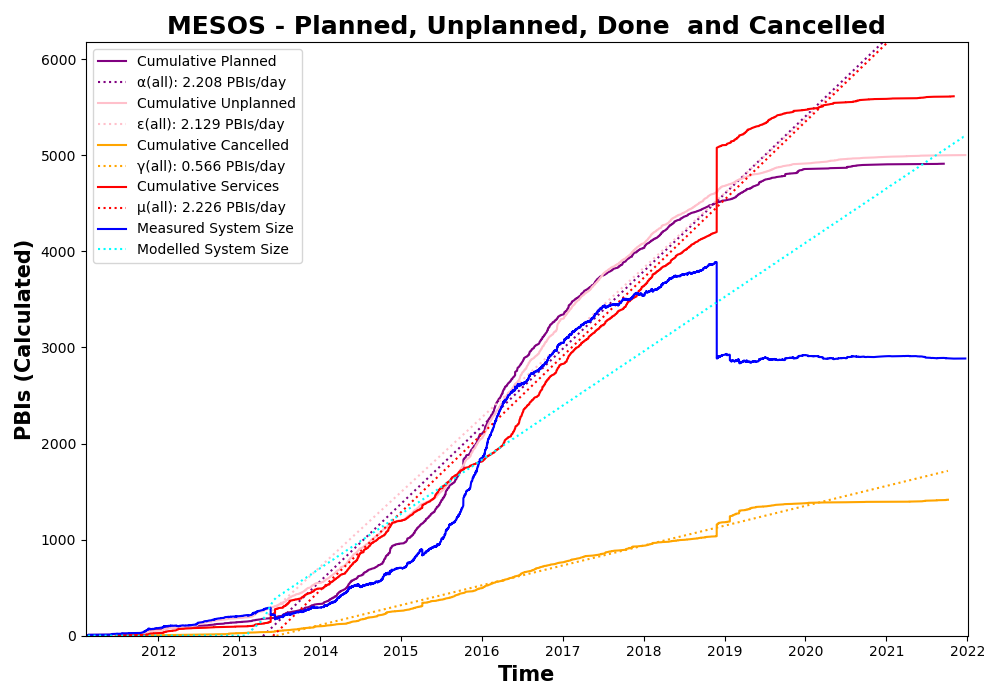 MESOS - Planned, Unplanned, Done  and Cancelled
Cumulative Planned
α(all): 2.208 PBIs/day
Cumulative Unplanned
ε(all): 2.129 PBIs/day
Cumulative Cancelled
γ(all): 0.566 PBIs/day
Cumulative Services
μ(all): 2.226 PBIs/day
Measured System Size
Modelled System Size
PBIs (Calculated)
6000
5000
4000
3000
2000
1000
0
2012 2013 2014 2015 2016 2017 2018 2019 2020 2021 2022
Time